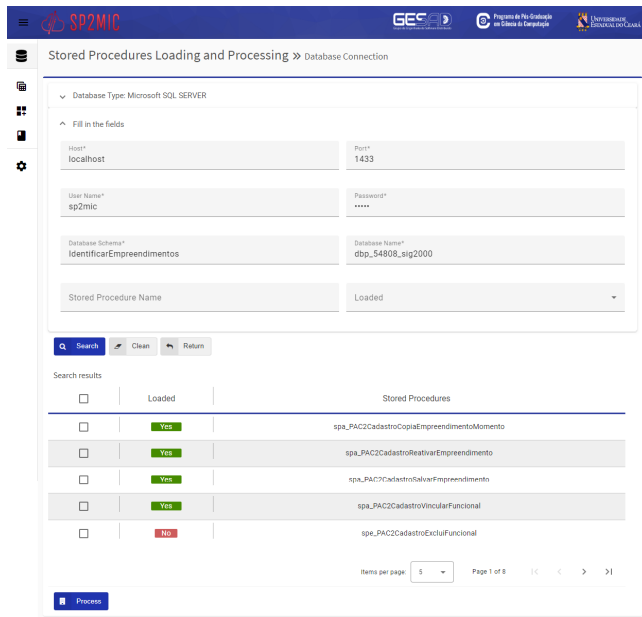 SP2MIC
GESAD
Programa de Pós-Graduação
em Ciência da Computação
UNIVERSIDADE
ESTADUAL DO CEARÁ
Stored Procedures Loading and Processing » Database Connection
Database Type: Microsoft SQL SERVER
Fill in the fields
Host*
localhost
Port*
1433
User Name*
sp2mic
Password*
•••••
Database Schema*
IdentificarEmpreendimentos
Database Name*
dbp_54808_sig2000
Stored Procedure Name
Loaded
Search
Clean
Return
Search results
Loaded
Stored Procedures
Yes
spa_PAC2CadastroCopiaEmpreendimentoMomento
Yes
spa_PAC2CadastroReativarEmpreendimento
Yes
spa_PAC2CadastroSalvarEmpreendimento
Yes
spa_PAC2CadastroVincularFuncional
No
spe_PAC2CadastroExcluiFuncional
Items per page:
5
Page 1 of 8
Process